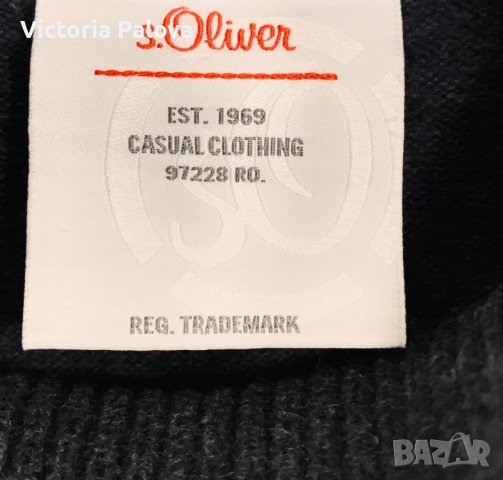 Victoria Palova
s.Oliver
EST. 1969
CASUAL CLOTHING
97228 RO.
REG. TRADEMARK
BAZAR